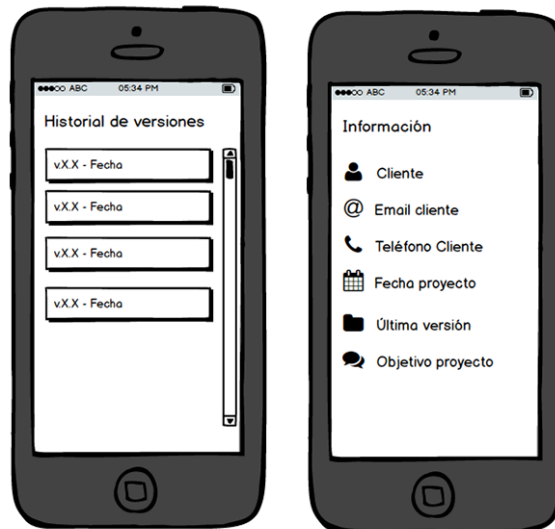 ABC 05:34 PM
Historial de versiones
v.X.X - Fecha
v.X.X - Fecha
v.X.X - Fecha
v.X.X - Fecha
ABC 05:34 PM
Información
Cliente
@ Email cliente
Teléfono Cliente
Fecha proyecto
Última versión
Objetivo proyecto